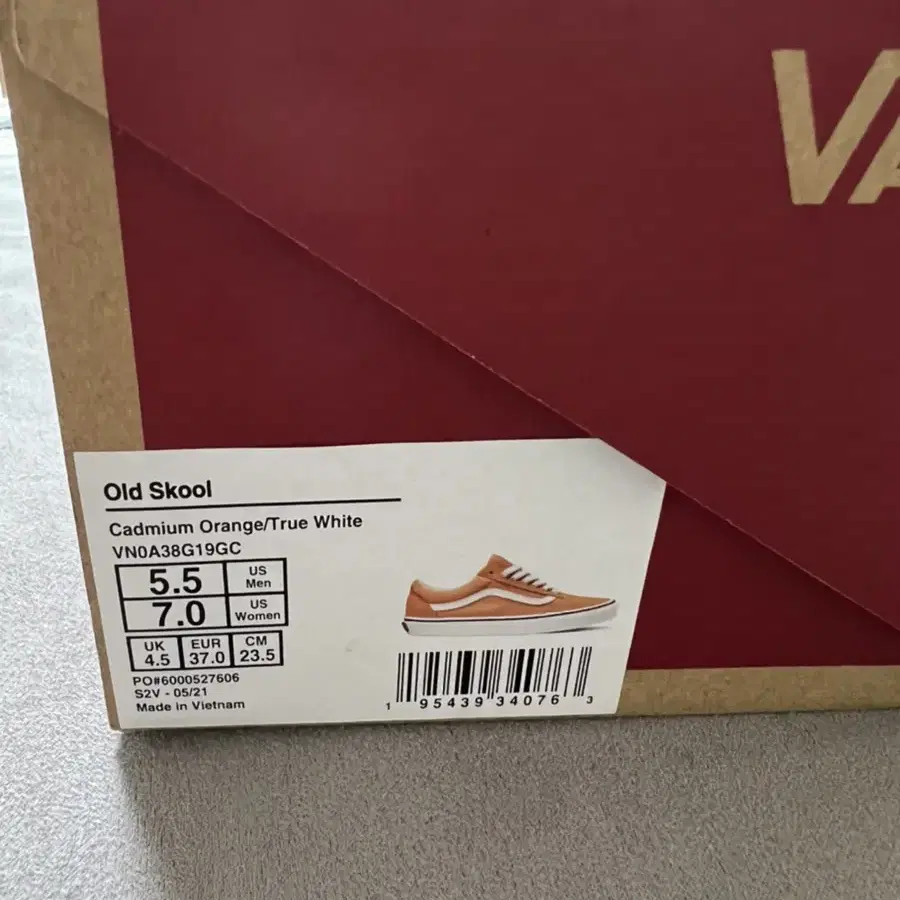 VA
Old Skool
Cadmium Orange/True White
VN0A38G19GC
5.5 US Men
7.0 US Women
UK 4.5 EUR 37.0 CM 23.5
PO#6000527606
S2V - 05/21
Made in Vietnam
1 95439 34076 3